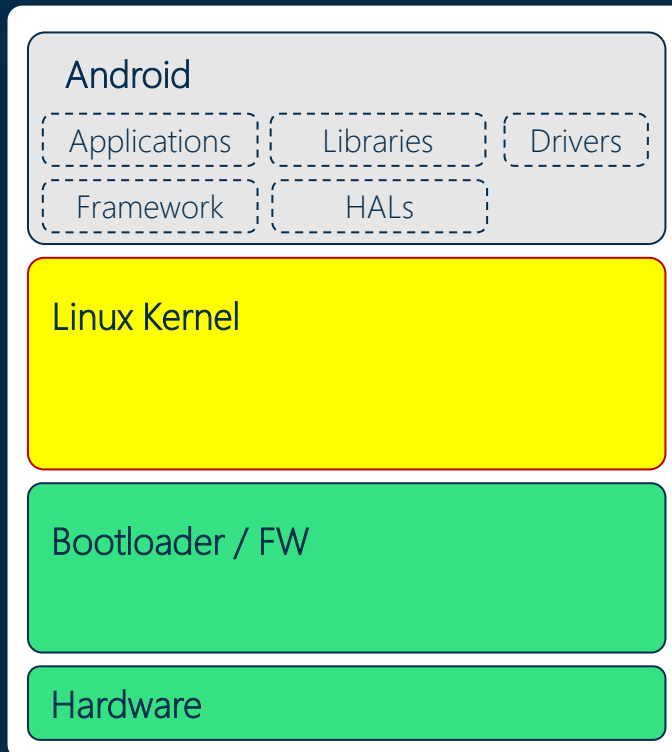 Android
Applications Libraries Drivers
Framework HALs
Linux Kernel
Bootloader / FW
Hardware